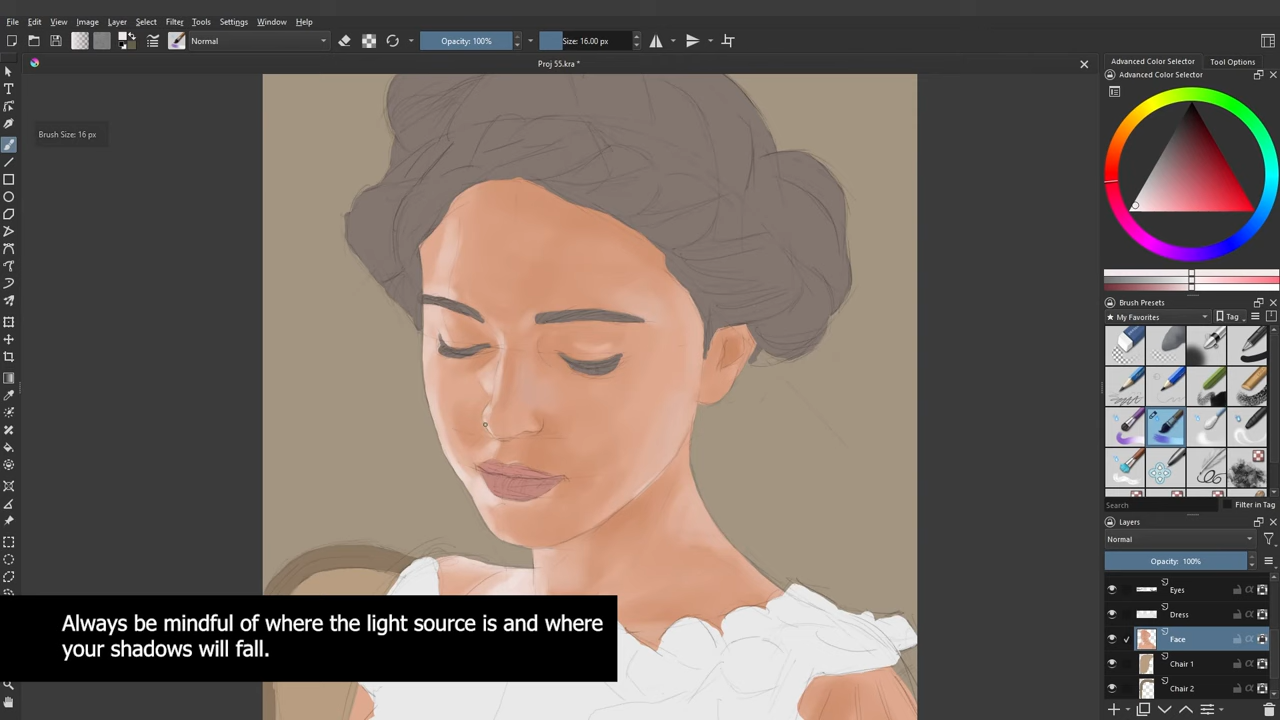 File Edit View Image Layer Select Filter Tools Settings Window Help
Normal Opacity: 100% Size: 16.00 px
Proj 55.kra *
Advanced Color Selector Tool Options
Advanced Color Selector
Brush Size: 16 px
Brush Presets
My Favorites Tag
Search Filter in Tag
Layers
Normal
Opacity: 100%
Eyes
Dress
Face
Chair 1
Chair 2
Always be mindful of where the light source is and where
your shadows will fall.